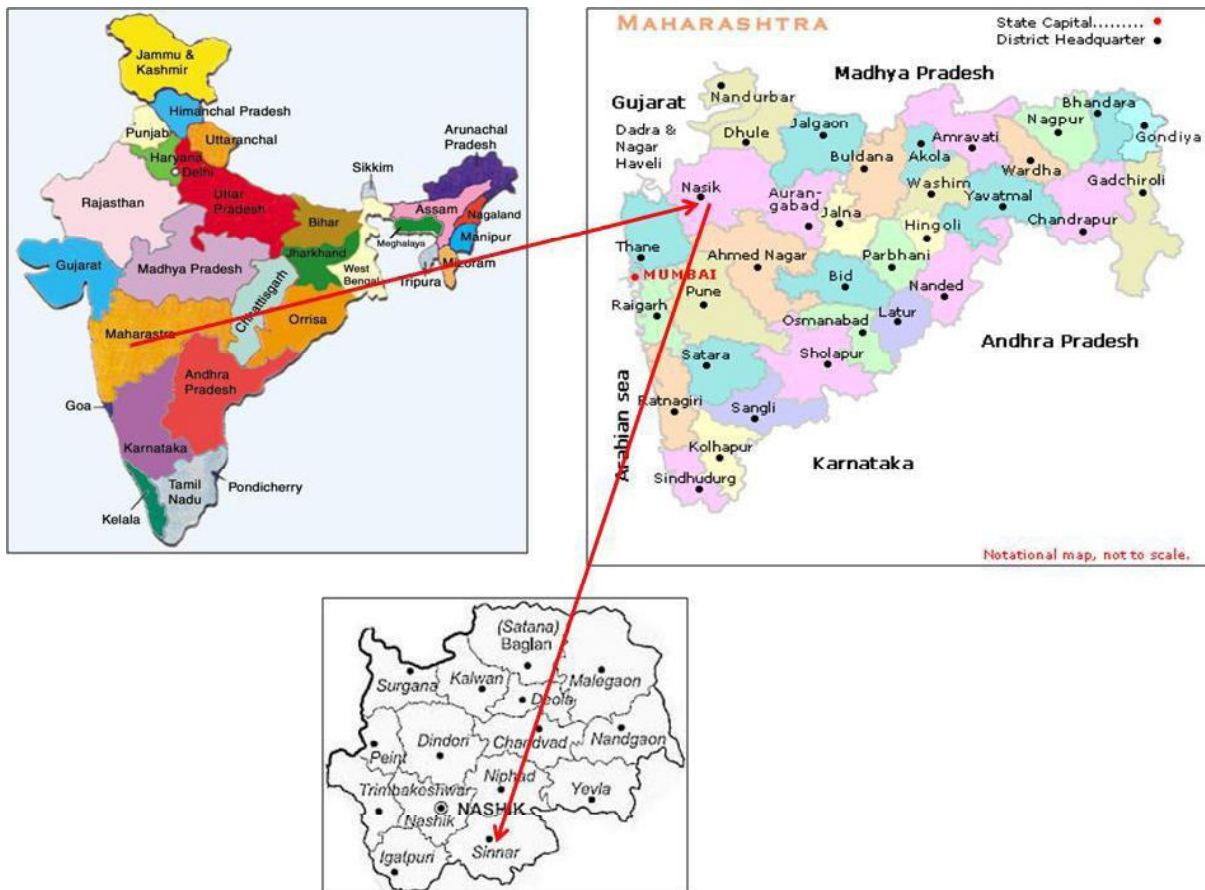 Jammu &
Kashmir
Himanchal Pradesh
Punjab
Uttaranchal
Arunachal
Pradesh
Haryana
Delhi
Sikkim
Rajasthan
Uttar
Pradesh
Assam
Nagaland
Bihar
Meghalaya
Manipur
Gujarat
Madhya Pradesh
Jharkhand
West
Bengal
Mizoram
Tripura
Chhattisgarh
Maharastra
Orrisa
Andhra
Pradesh
Goa
Karnataka
Tamil
Nadu
Pondicherry
Kelala
MAHARASHTRA
State Capital.........
District Headquarter
Madhya Pradesh
Gujarat
Nandurbar
Bhandara
Dadra &
Nagar
Haveli
Dhule
Jalgaon
Nagpur
Gondiya
Amravati
Buldana
Akola
Wardha
Nasik
Auran-
gabad
Washim
Gadchiroli
Jalna
Yavatmal
Chandrapur
Hingoli
Thane
Ahmed Nagar
Parbhani
MUMBAI
Bid
Nanded
Raigarh
Pune
Latur
Osmanabad
Andhra Pradesh
Satara
Sholapur
Arabian sea
Ratnagiri
Sangli
Kolhapur
Karnataka
Sindhudurg
Notational map, not to scale.
(Satana)
Baglan
Surgana
Kalwan
Malegaon
Deola
Dindori
Chandvad
Nandgaon
Peint
Niphad
Trimbakeshwar
Yevla
NASHIK
Nashik
Sinnar
Igatpuri